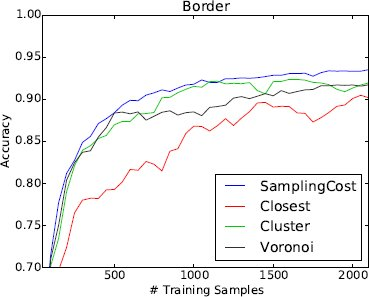 Border
1.00
0.95
0.90
0.85
0.80
0.75
0.70
Accuracy
500
1000
1500
2000
# Training Samples
SamplingCost
Closest
Cluster
Voronoi